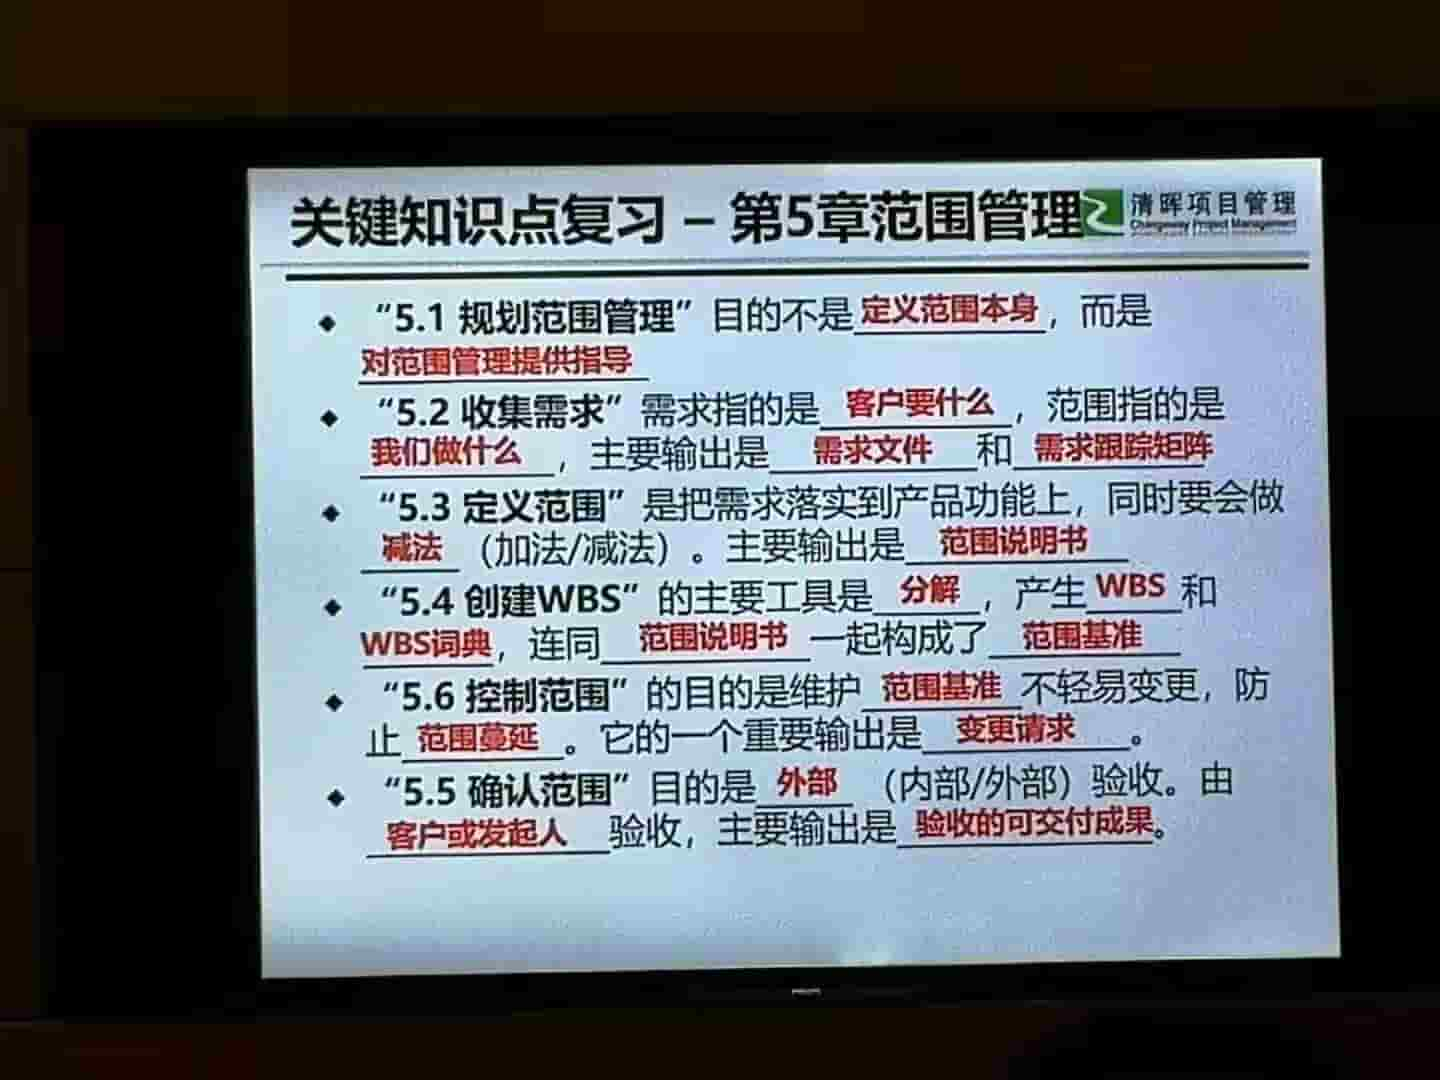 关键知识点复习 – 第5章范围管理
清晖项目管理
Changeway Project Management
◆ “5.1 规划范围管理”目的不是定义范围本身，而是
对范围管理提供指导
◆ “5.2 收集需求”需求指的是客户要什么，范围指的是
我们做什么，主要输出是需求文件和需求跟踪矩阵
◆ “5.3 定义范围”是把需求落实到产品功能上，同时要会做
减法（加法/减法）。主要输出是范围说明书
◆ “5.4 创建WBS”的主要工具是分解，产生WBS和
WBS词典，连同范围说明书一起构成了范围基准
◆ “5.6 控制范围”的目的是维护范围基准不轻易变更，防
止范围蔓延。它的一个重要输出是变更请求。
◆ “5.5 确认范围”目的是外部（内部/外部）验收。由
客户或发起人验收，主要输出是验收的可交付成果。